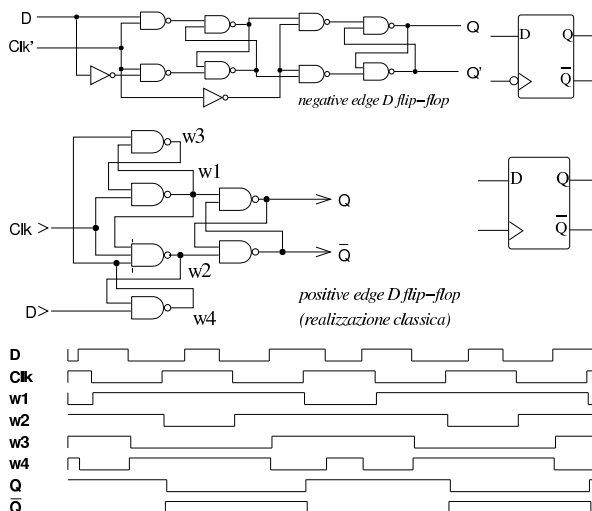 D
Clk'
Q
Q'
negative edge D flip–flop
D
Q
Q
w3
w1
w2
w4
Clk >
D>
Q
Q
positive edge D flip–flop
(realizzazione classica)
D
Q
Q
D
Clk
w1
w2
w3
w4
Q
Q